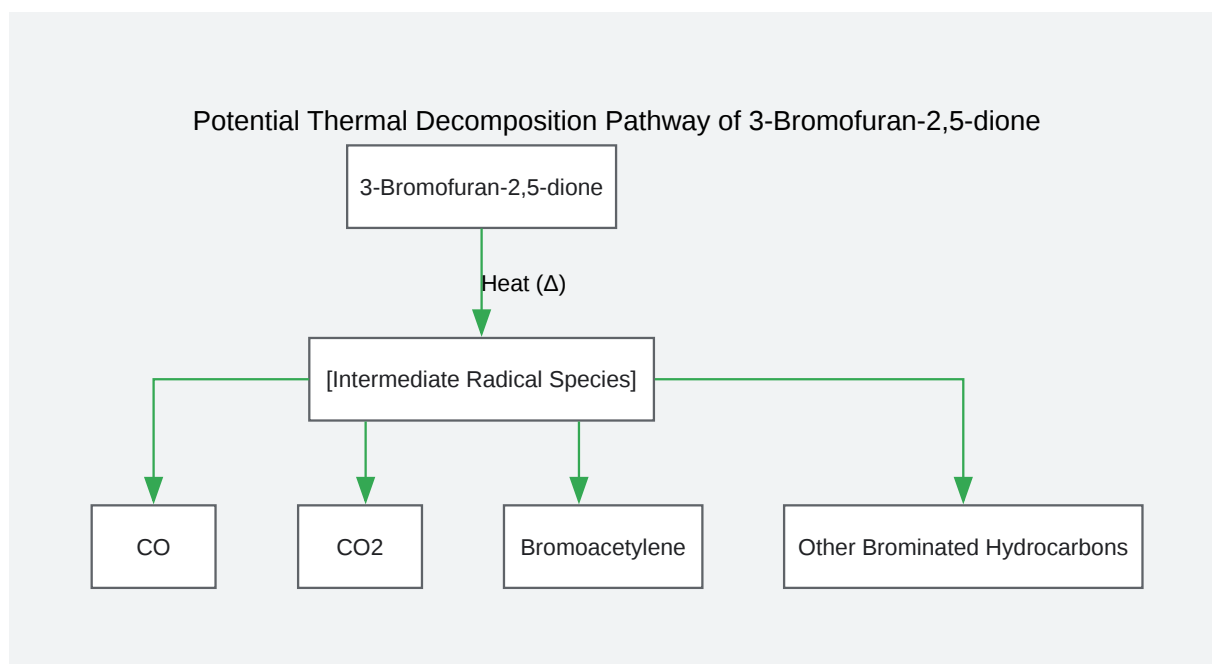 Potential Thermal Decomposition Pathway of 3-Bromofuran-2,5-dione
3-Bromofuran-2,5-dione
Heat (Δ)
[Intermediate Radical Species]
CO
CO2
Bromoacetylene
Other Brominated Hydrocarbons